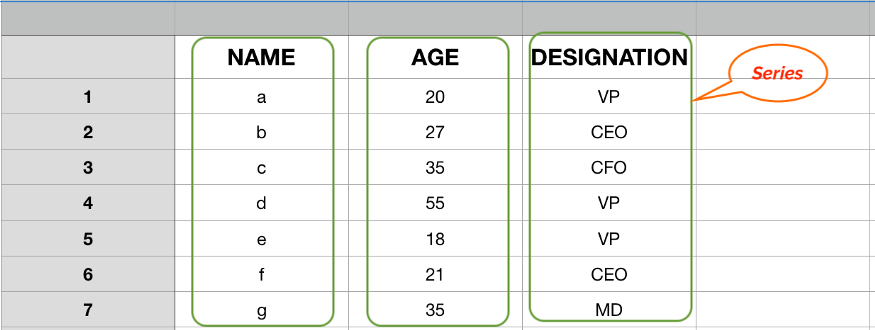 NAME AGE DESIGNATION Series
1 a 20 VP
2 b 27 CEO
3 c 35 CFO
4 d 55 VP
5 e 18 VP
6 f 21 CEO
7 g 35 MD